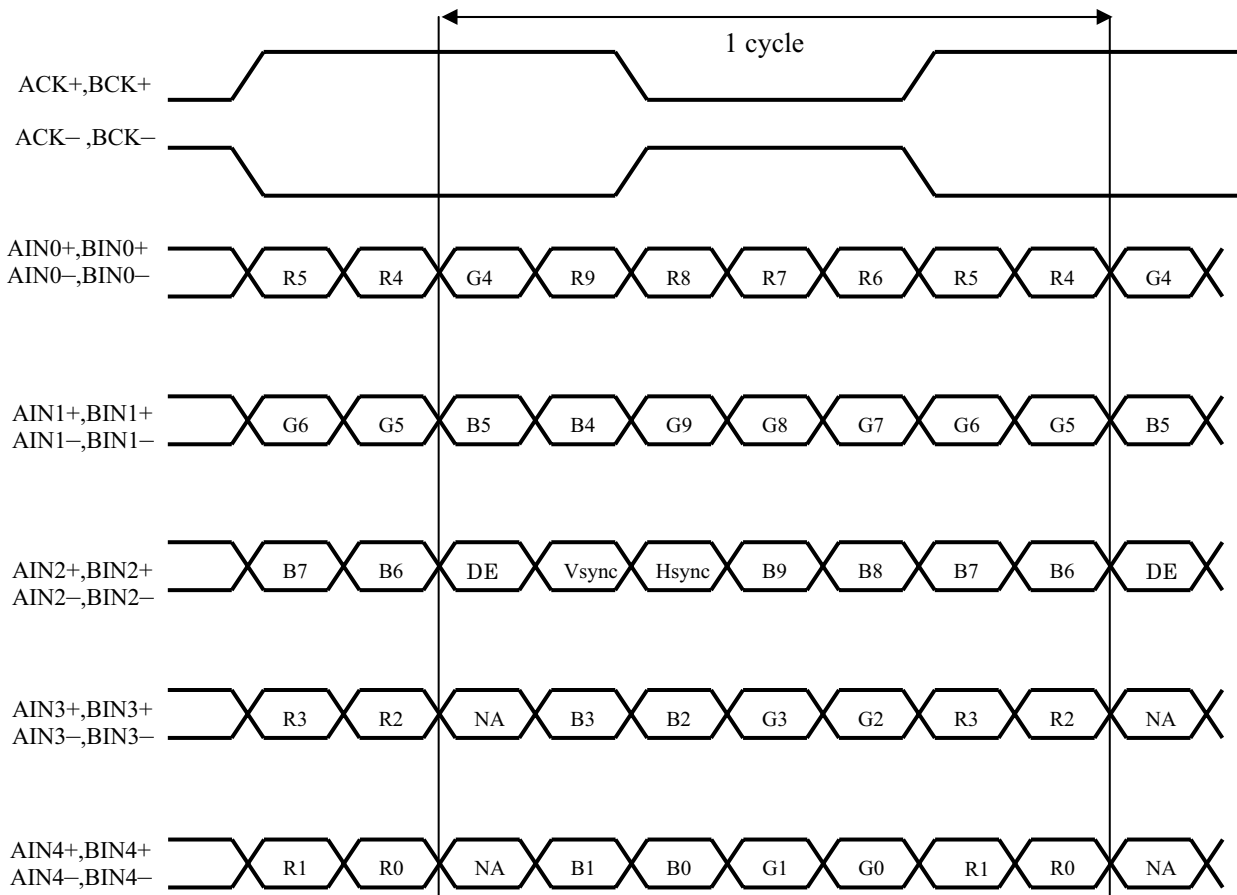 1 cycle
ACK+,BCK+
ACK− ,BCK−
AIN0+,BIN0+
AIN0−,BIN0−
R5 R4 G4 R9 R8 R7 R6 R5 R4 G4
AIN1+,BIN1+
AIN1−,BIN1−
G6 G5 B5 B4 G9 G8 G7 G6 G5 B5
AIN2+,BIN2+
AIN2−,BIN2−
B7 B6 DE Vsync Hsync B9 B8 B7 B6 DE
AIN3+,BIN3+
AIN3−,BIN3−
R3 R2 NA B3 B2 G3 G2 R3 R2 NA
AIN4+,BIN4+
AIN4−,BIN4−
R1 R0 NA B1 B0 G1 G0 R1 R0 NA